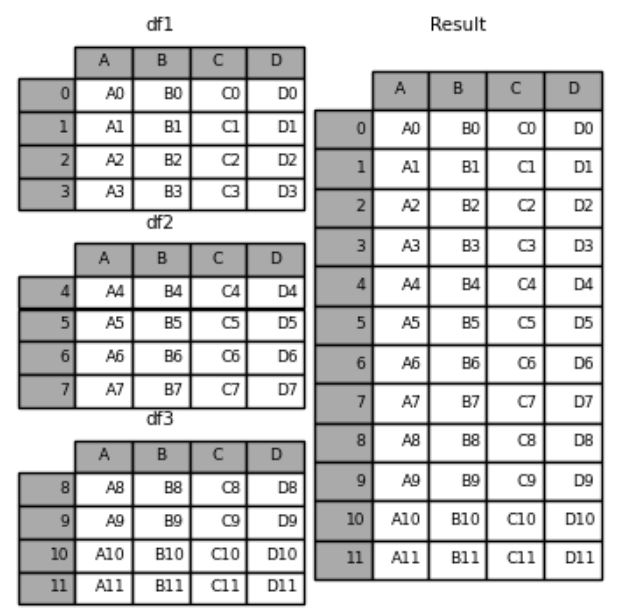 df1
A B C D
0 A0 B0 C0 D0
1 A1 B1 C1 D1
2 A2 B2 C2 D2
3 A3 B3 C3 D3
df2
A B C D
4 A4 B4 C4 D4
5 A5 B5 C5 D5
6 A6 B6 C6 D6
7 A7 B7 C7 D7
df3
A B C D
8 A8 B8 C8 D8
9 A9 B9 C9 D9
10 A10 B10 C10 D10
11 A11 B11 C11 D11
Result
A B C D
0 A0 B0 C0 D0
1 A1 B1 C1 D1
2 A2 B2 C2 D2
3 A3 B3 C3 D3
4 A4 B4 C4 D4
5 A5 B5 C5 D5
6 A6 B6 C6 D6
7 A7 B7 C7 D7
8 A8 B8 C8 D8
9 A9 B9 C9 D9
10 A10 B10 C10 D10
11 A11 B11 C11 D11